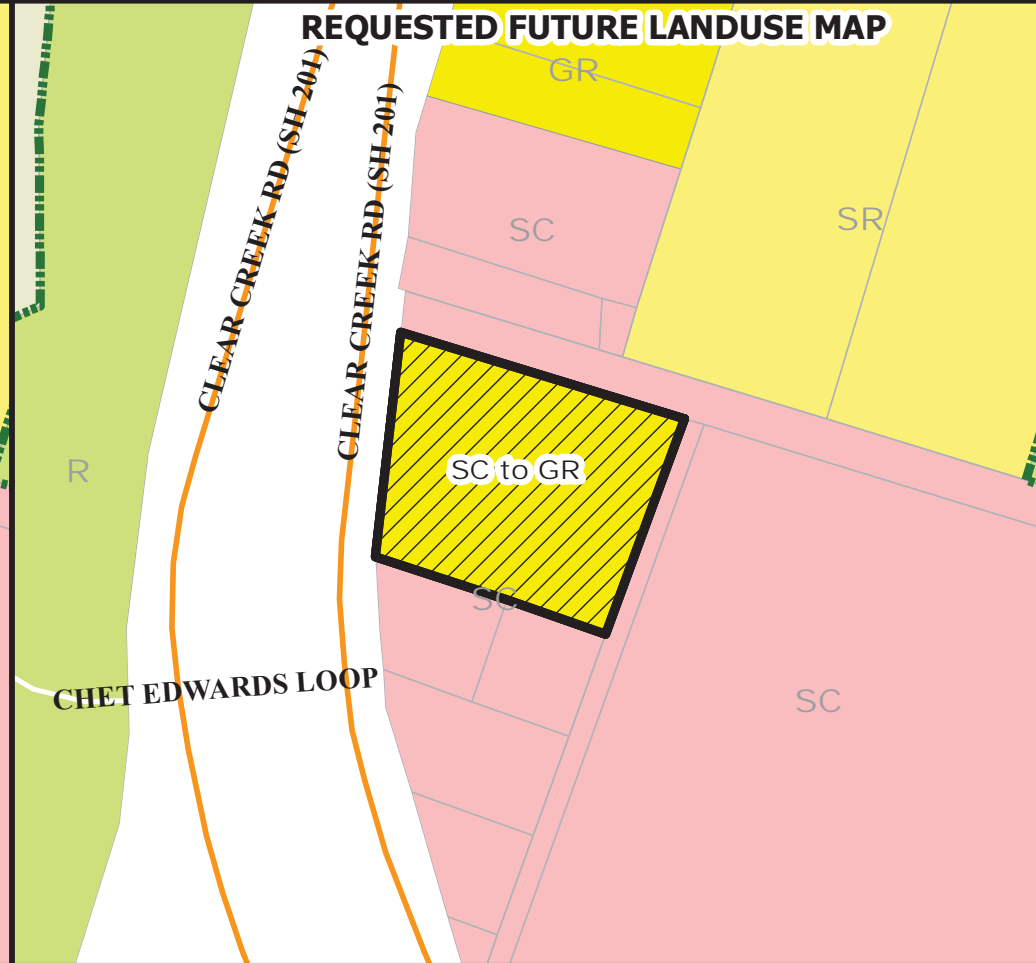 REQUESTED FUTURE LANDUSE MAP
GR
CLEAR CREEK RD (SH 201)
CLEAR CREEK RD (SH 201)
SC
SR
R
SC to GR
SC
CHET EDWARDS LOOP
SC